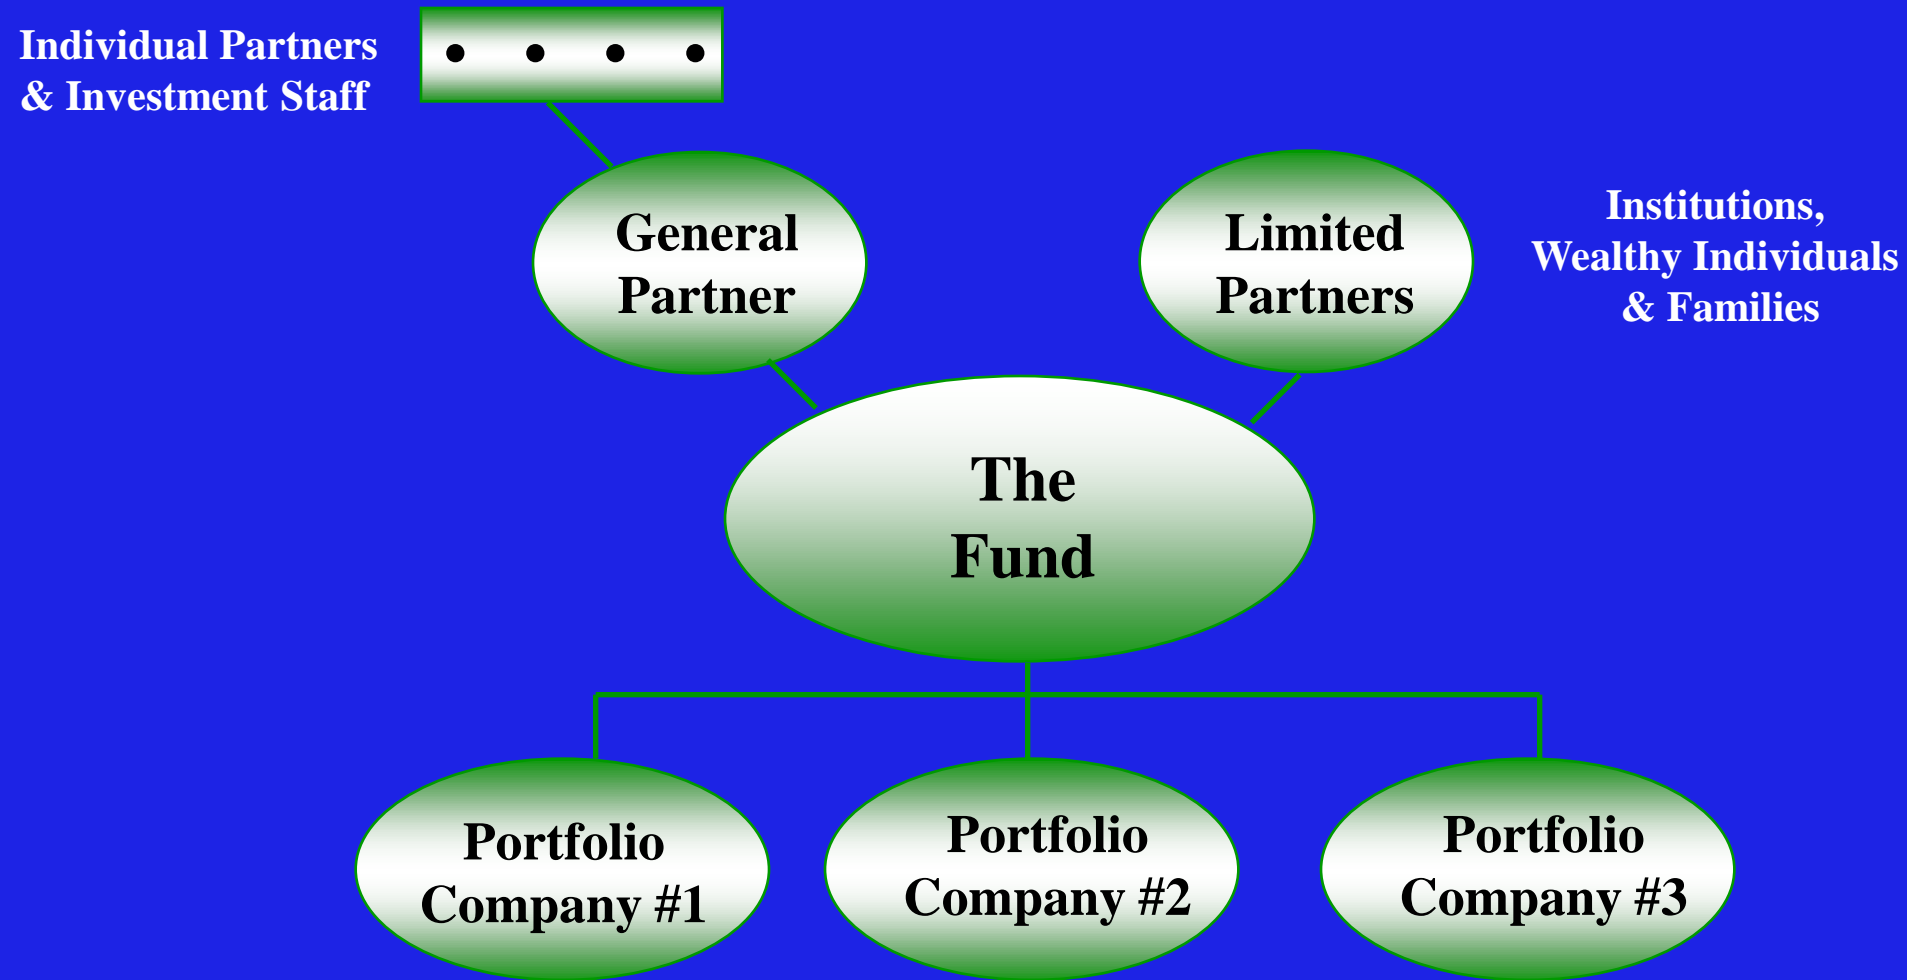 Individual Partners
& Investment Staff
General
Partner
Limited
Partners
Institutions,
Wealthy Individuals
& Families
The
Fund
Portfolio
Company #1
Portfolio
Company #2
Portfolio
Company #3